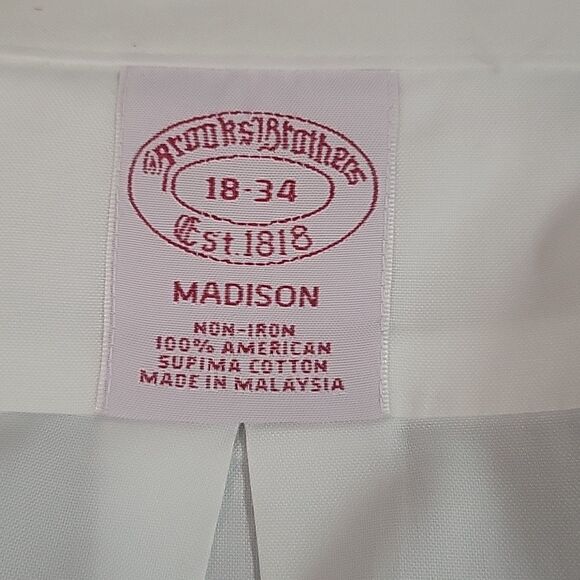 Brooks Brothers
18-34
Est. 1818
MADISON
NON-IRON
100% AMERICAN
SUPIMA COTTON
MADE IN MALAYSIA